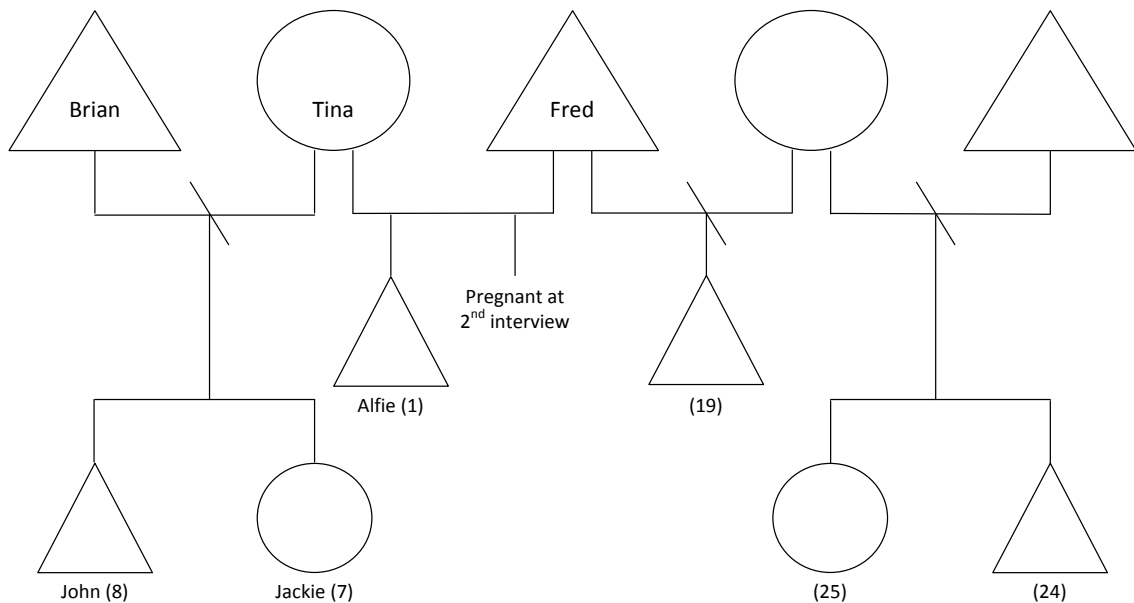 Brian
Tina
Fred
Pregnant at
2nd interview
Alfie (1)
(19)
John (8)
Jackie (7)
(25)
(24)